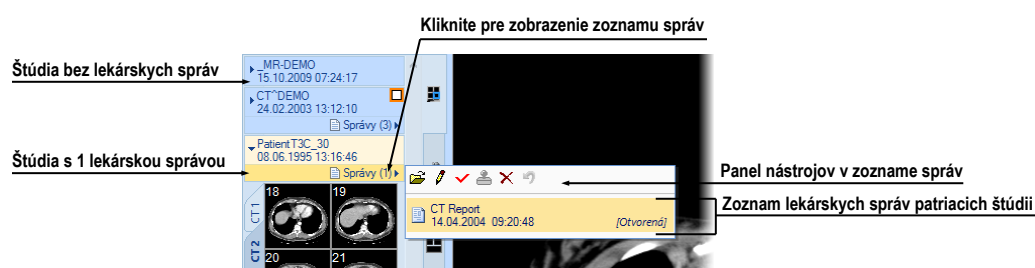 Kliknite pre zobrazenie zoznamu správ
Štúdia bez lekárskych správ
_MR-DEMO
15.10.2009 07:24:17
CT^DEMO
24.02.2003 13:12:10
Správy (3)
PatientT3C_30
08.06.1995 13:16:46
Štúdia s 1 lekárskou správou
Správy (1)
Panel nástrojov v zozname správ
CT 1
18
19
Zoznam lekárskych správ patriacich štúdii
CT Report
14.04.2004 09:20:48
[Otvorená]
CT 2
20
21